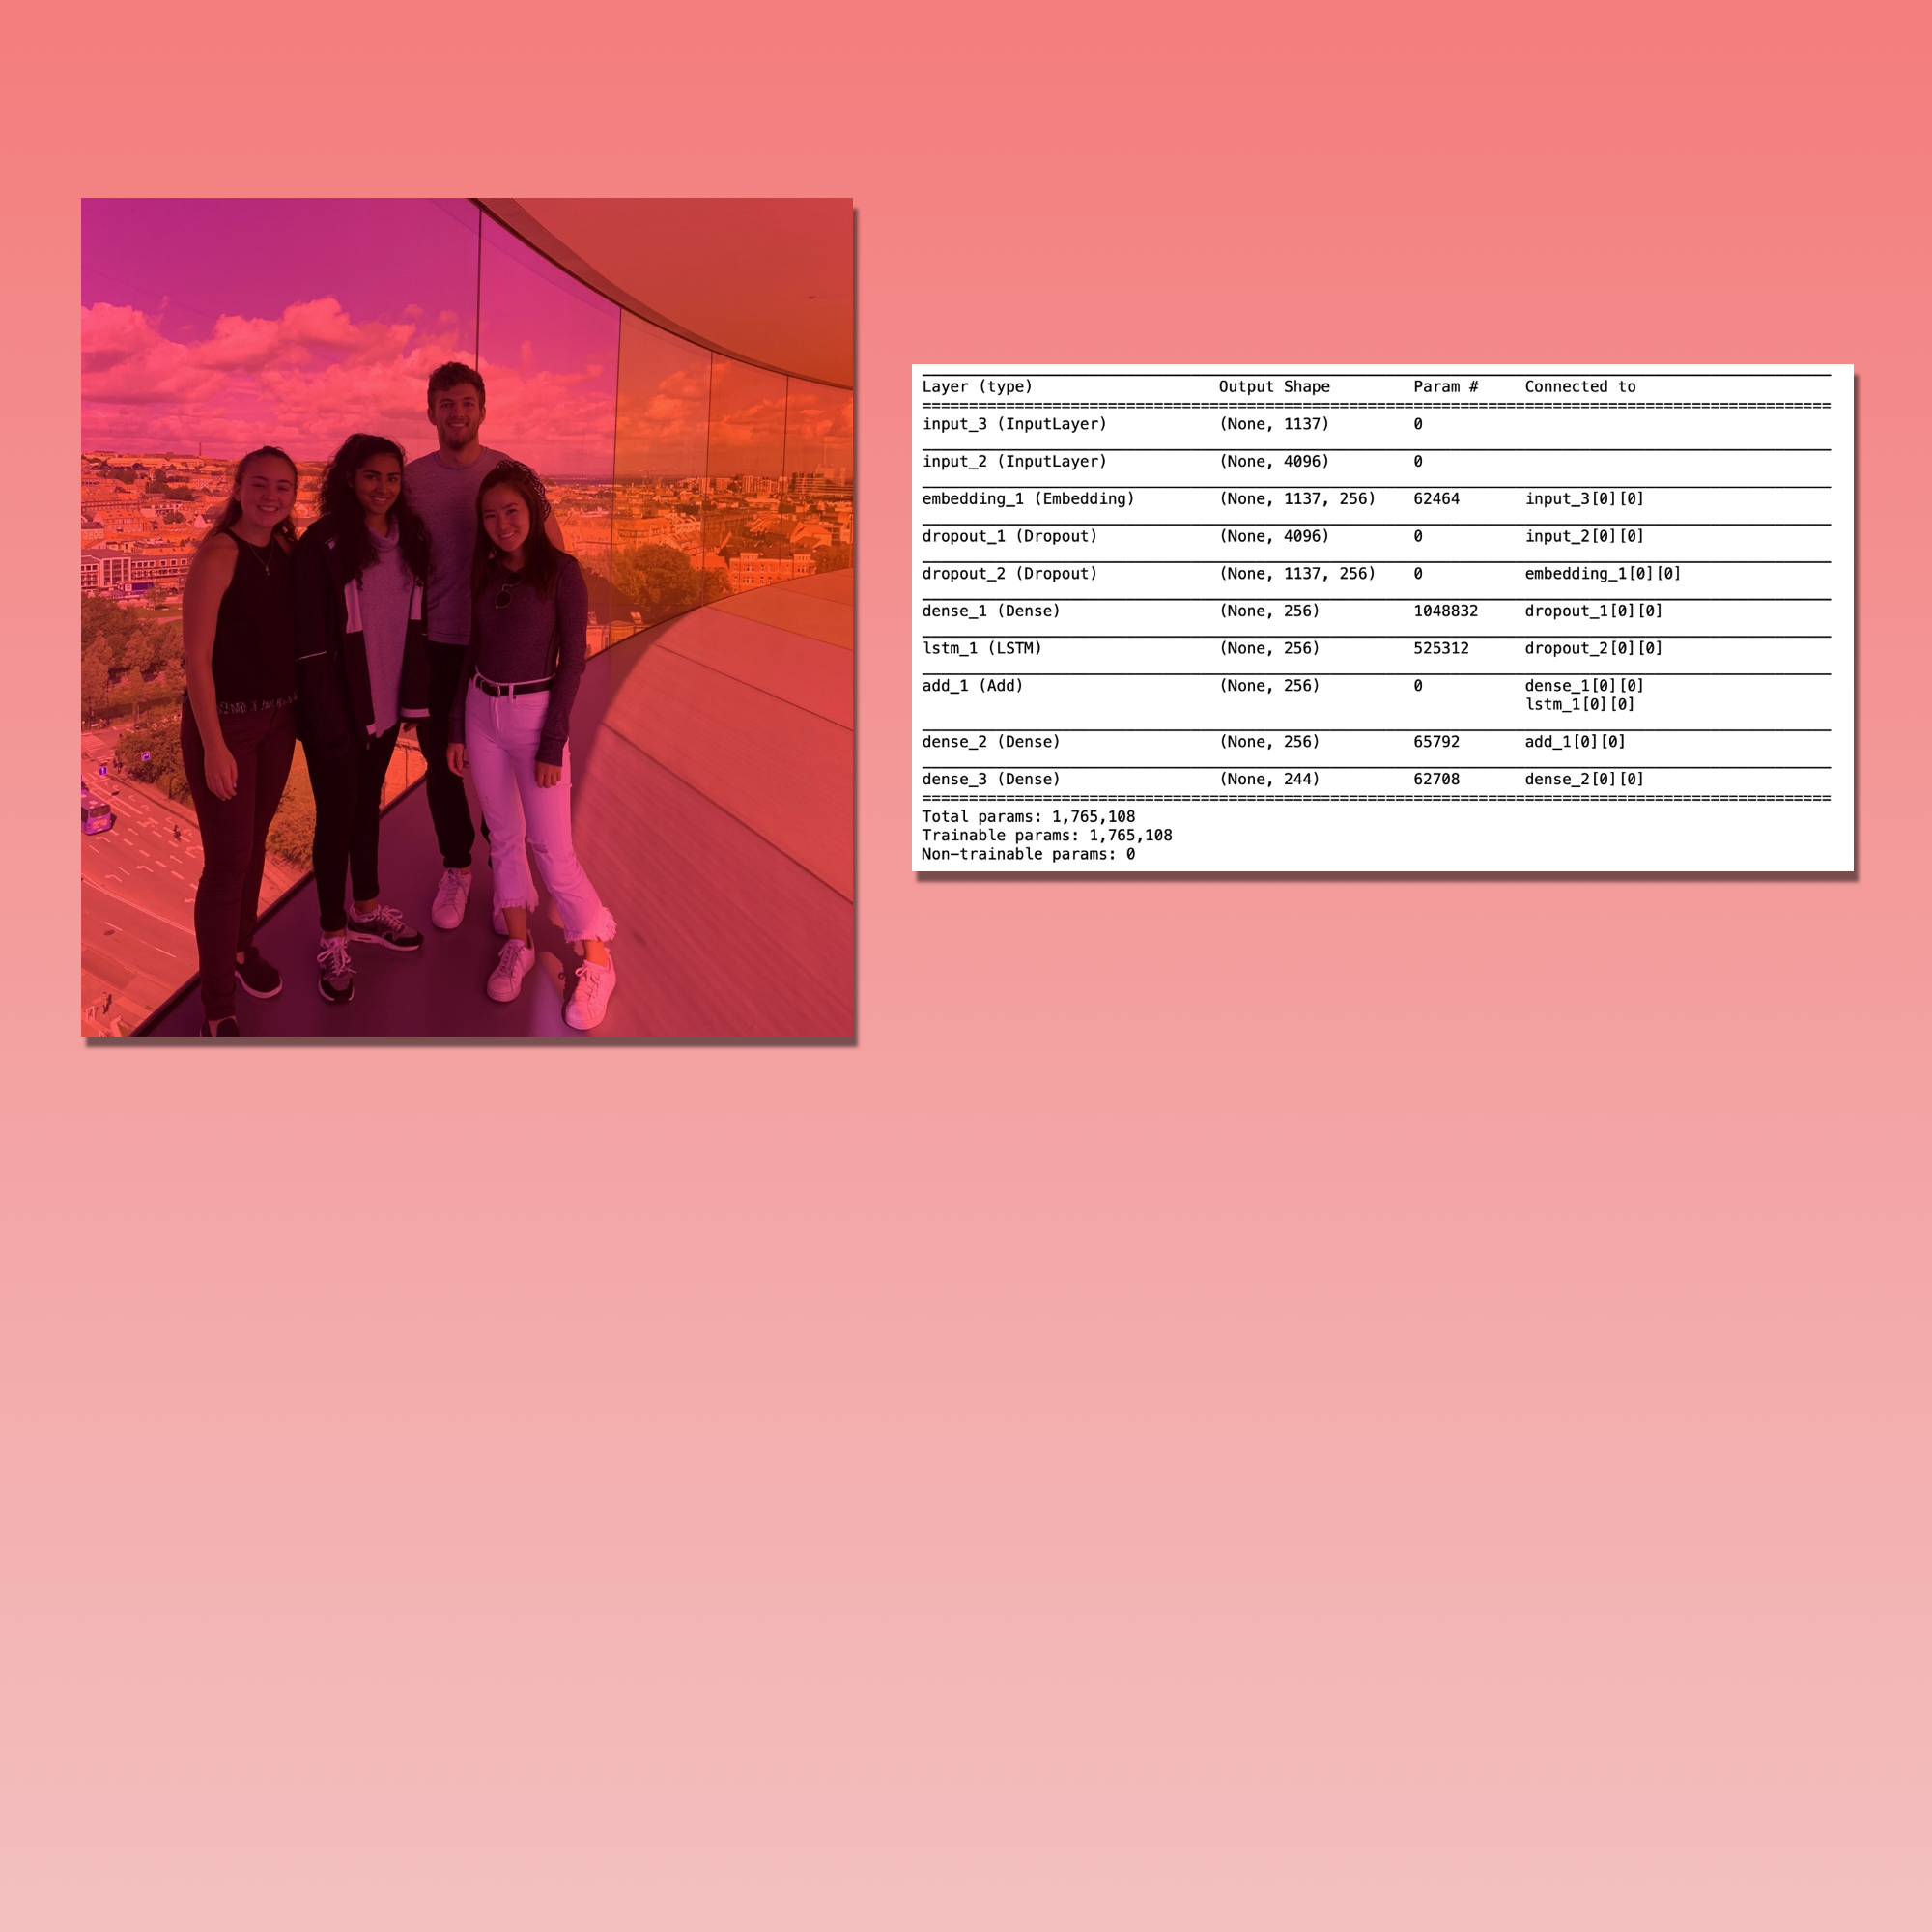 Layer (type) Output Shape Param # Connected to
input_3 (InputLayer) (None, 1137) 0
input_2 (InputLayer) (None, 4096) 0
embedding_1 (Embedding) (None, 1137, 256) 62464 input_3[0][0]
dropout_1 (Dropout) (None, 4096) 0 input_2[0][0]
dropout_2 (Dropout) (None, 1137, 256) 0 embedding_1[0][0]
dense_1 (Dense) (None, 256) 1048832 dropout_1[0][0]
lstm_1 (LSTM) (None, 256) 525312 dropout_2[0][0]
add_1 (Add) (None, 256) 0 dense_1[0][0]
lstm_1[0][0]
dense_2 (Dense) (None, 256) 65792 add_1[0][0]
dense_3 (Dense) (None, 244) 62708 dense_2[0][0]
Total params: 1,765,108
Trainable params: 1,765,108
Non-trainable params: 0